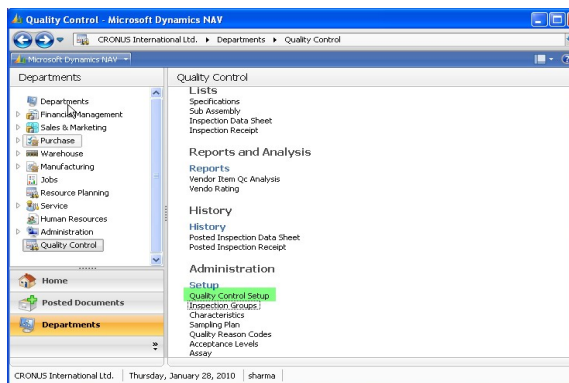 Quality Control - Microsoft Dynamics NAV
CRONUS International Ltd. Departments Quality Control
Microsoft Dynamics NAV
Departments
Departments
Financial Management
Sales & Marketing
Purchase
Warehouse
Manufacturing
Jobs
Resource Planning
Service
Human Resources
Administration
Quality Control
Home
Posted Documents
Departments
Quality Control
Lists
Specifications
Sub Assembly
Inspection Data Sheet
Inspection Receipt
Reports and Analysis
Reports
Vendor Item Qc Analysis
Vendo Rating
History
History
Posted Inspection Data Sheet
Posted Inspection Receipt
Administration
Setup
Quality Control Setup
Inspection Groups
Characteristics
Sampling Plan
Quality Reason Codes
Acceptance Levels
Assay
CRONUS International Ltd. Thursday, January 28, 2010 sharma